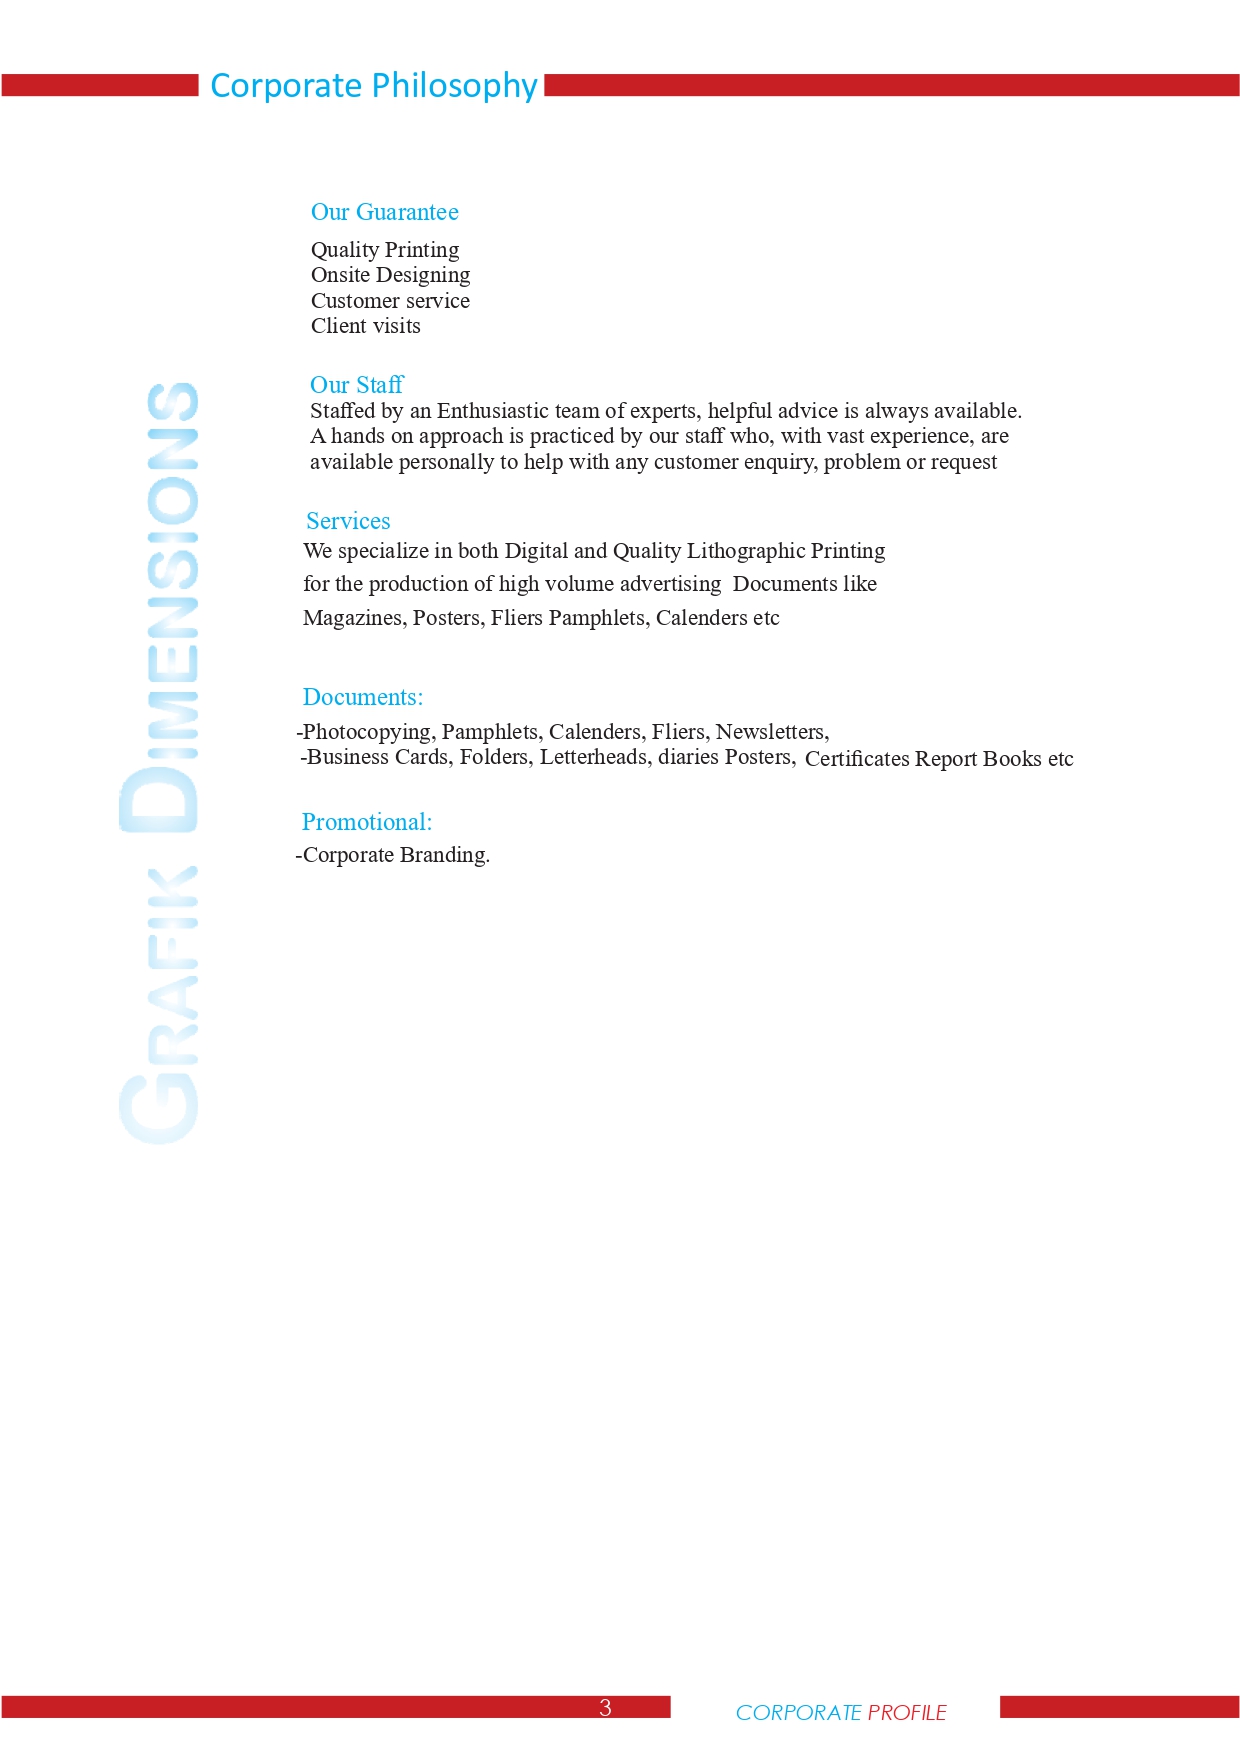 Corporate Philosophy
Our Guarantee
Quality Printing
Onsite Designing
Customer service
Client visits
Our Staff
Staffed by an Enthusiastic team of experts, helpful advice is always available.
A hands on approach is practiced by our staff who, with vast experience, are
available personally to help with any customer enquiry, problem or request
Services
We specialize in both Digital and Quality Lithographic Printing
for the production of high volume advertising Documents like
Magazines, Posters, Fliers Pamphlets, Calenders etc
Documents:
-Photocopying, Pamphlets, Calenders, Fliers, Newsletters,
-Business Cards, Folders, Letterheads, diaries Posters, Certificates Report Books etc
Promotional:
-Corporate Branding.
GRAFIK DIMENSIONS
3
CORPORATE PROFILE